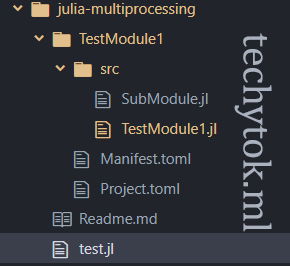 julia-multiprocessing
TestModule1
src
SubModule.jl
TestModule1.jl
Manifest.toml
Project.toml
Readme.md
test.jl
techytok.ml